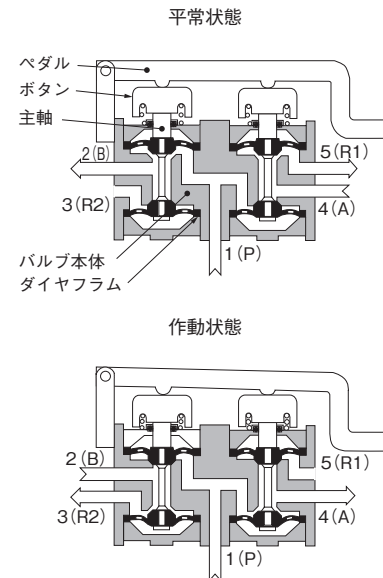 平常状態
ペダル
ボタン
主軸
2(B)
5(R1)
3(R2)
4(A)
1(P)
バルブ本体
ダイヤフラム
作動状態
2(B)
5(R1)
3(R2)
4(A)
1(P)